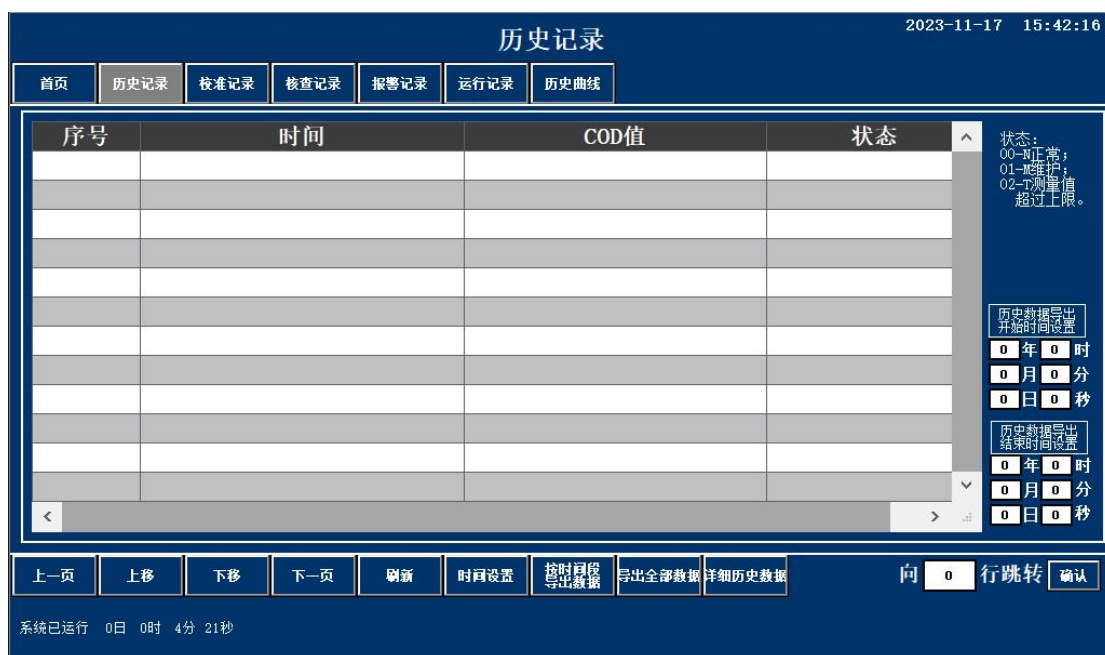 历史记录
2023-11-17 15:42:16
首页 历史记录 校准记录 核查记录 报警记录 运行记录 历史曲线
序号 时间 COD值 状态
状态:
00-N正常;
01-M维护;
02-T测量值
超过上限。
历史数据导出
开始时间设置
0 年 0 时
0 月 0 分
0 日 0 秒
历史数据导出
结束时间设置
0 年 0 时
0 月 0 分
0 日 0 秒
上一页 上移 下移 下一页 刷新 时间设置 按时间段导出数据 导出全部数据 详细历史数据 向 0 行跳转 确认
系统已运行 0日 0时 4分 21秒